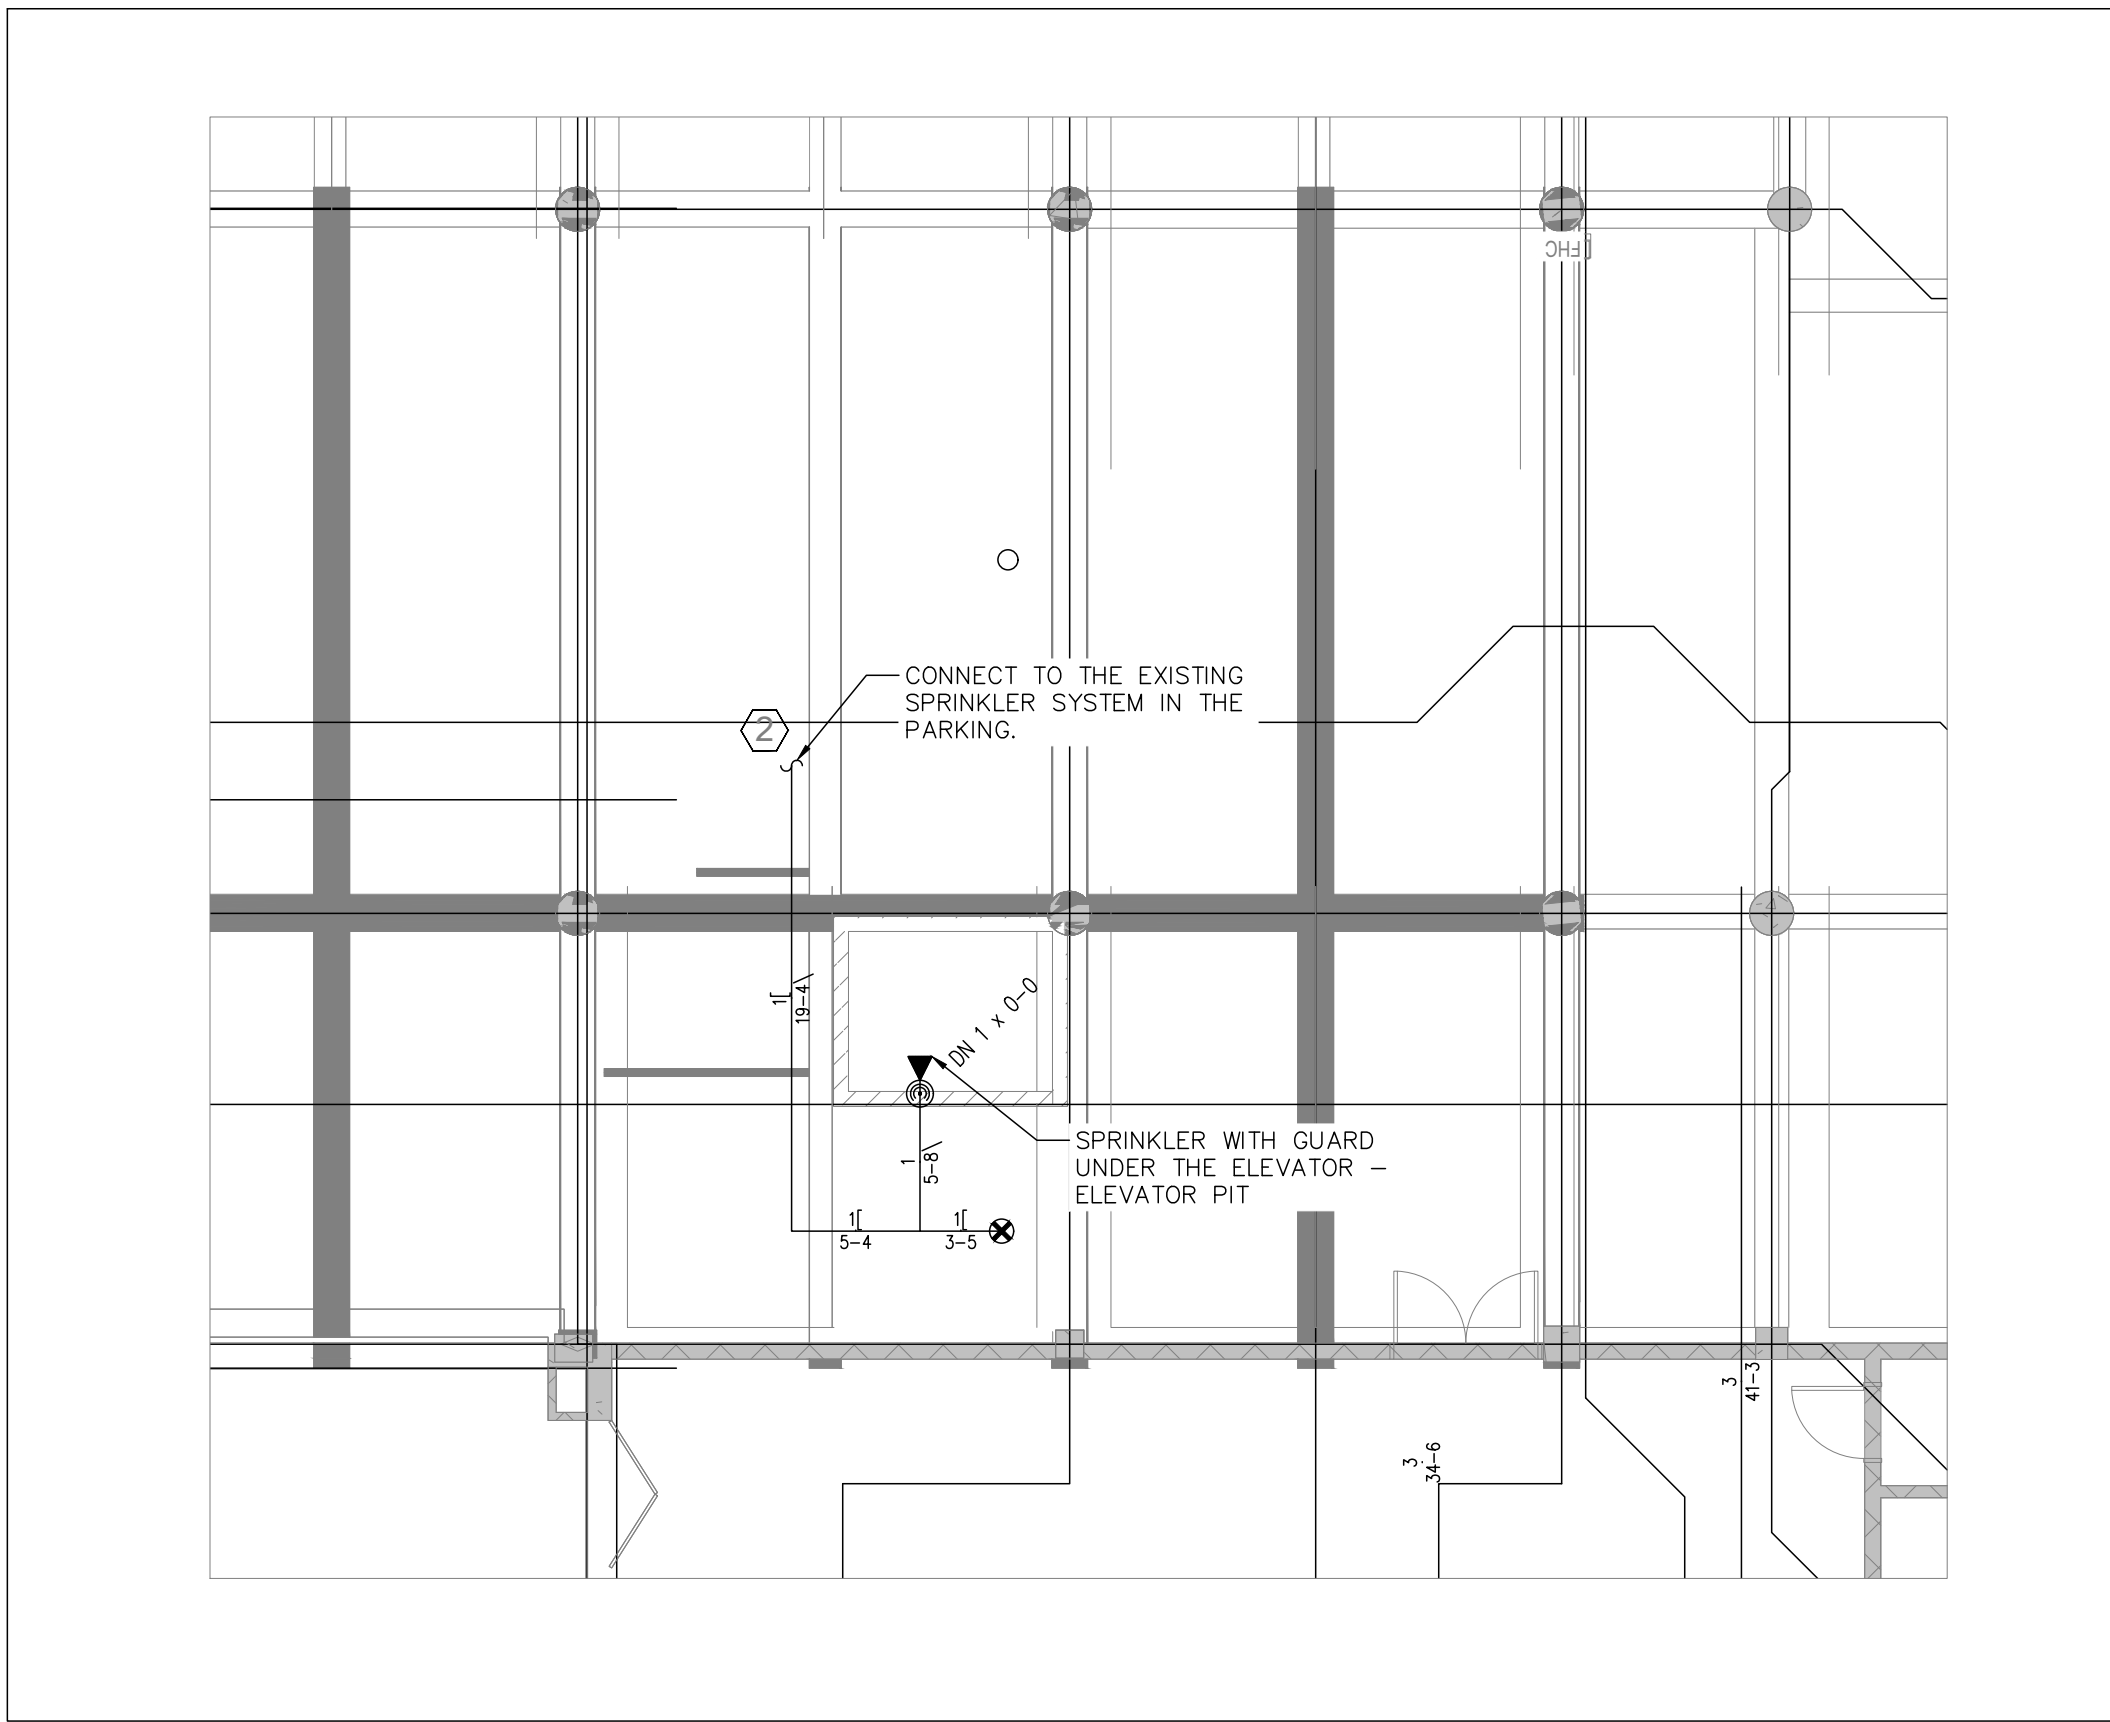 [FHC
CONNECT TO THE EXISTING
SPRINKLER SYSTEM IN THE
PARKING.
2
1[
19-4\
DN 1 x 0-0
SPRINKLER WITH GUARD
UNDER THE ELEVATOR –
ELEVATOR PIT
1
5-8\
1[
5-4
1[
3-5
3
41-3
3
34-6